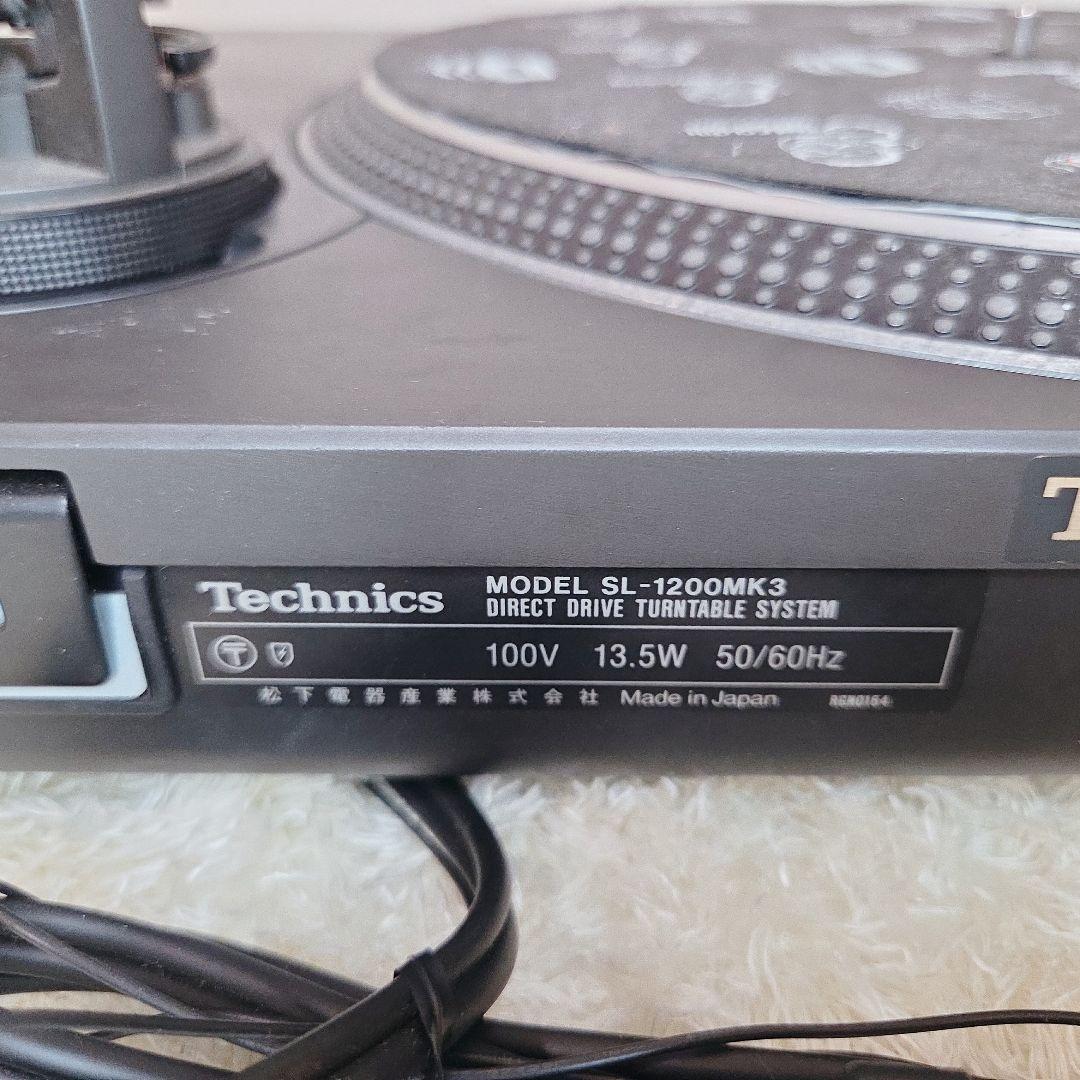 T
Technics
MODEL SL-1200MK3
DIRECT DRIVE TURNTABLE SYSTEM
100V 13.5W 50/60Hz
松下電器産業株式会社 Made in Japan